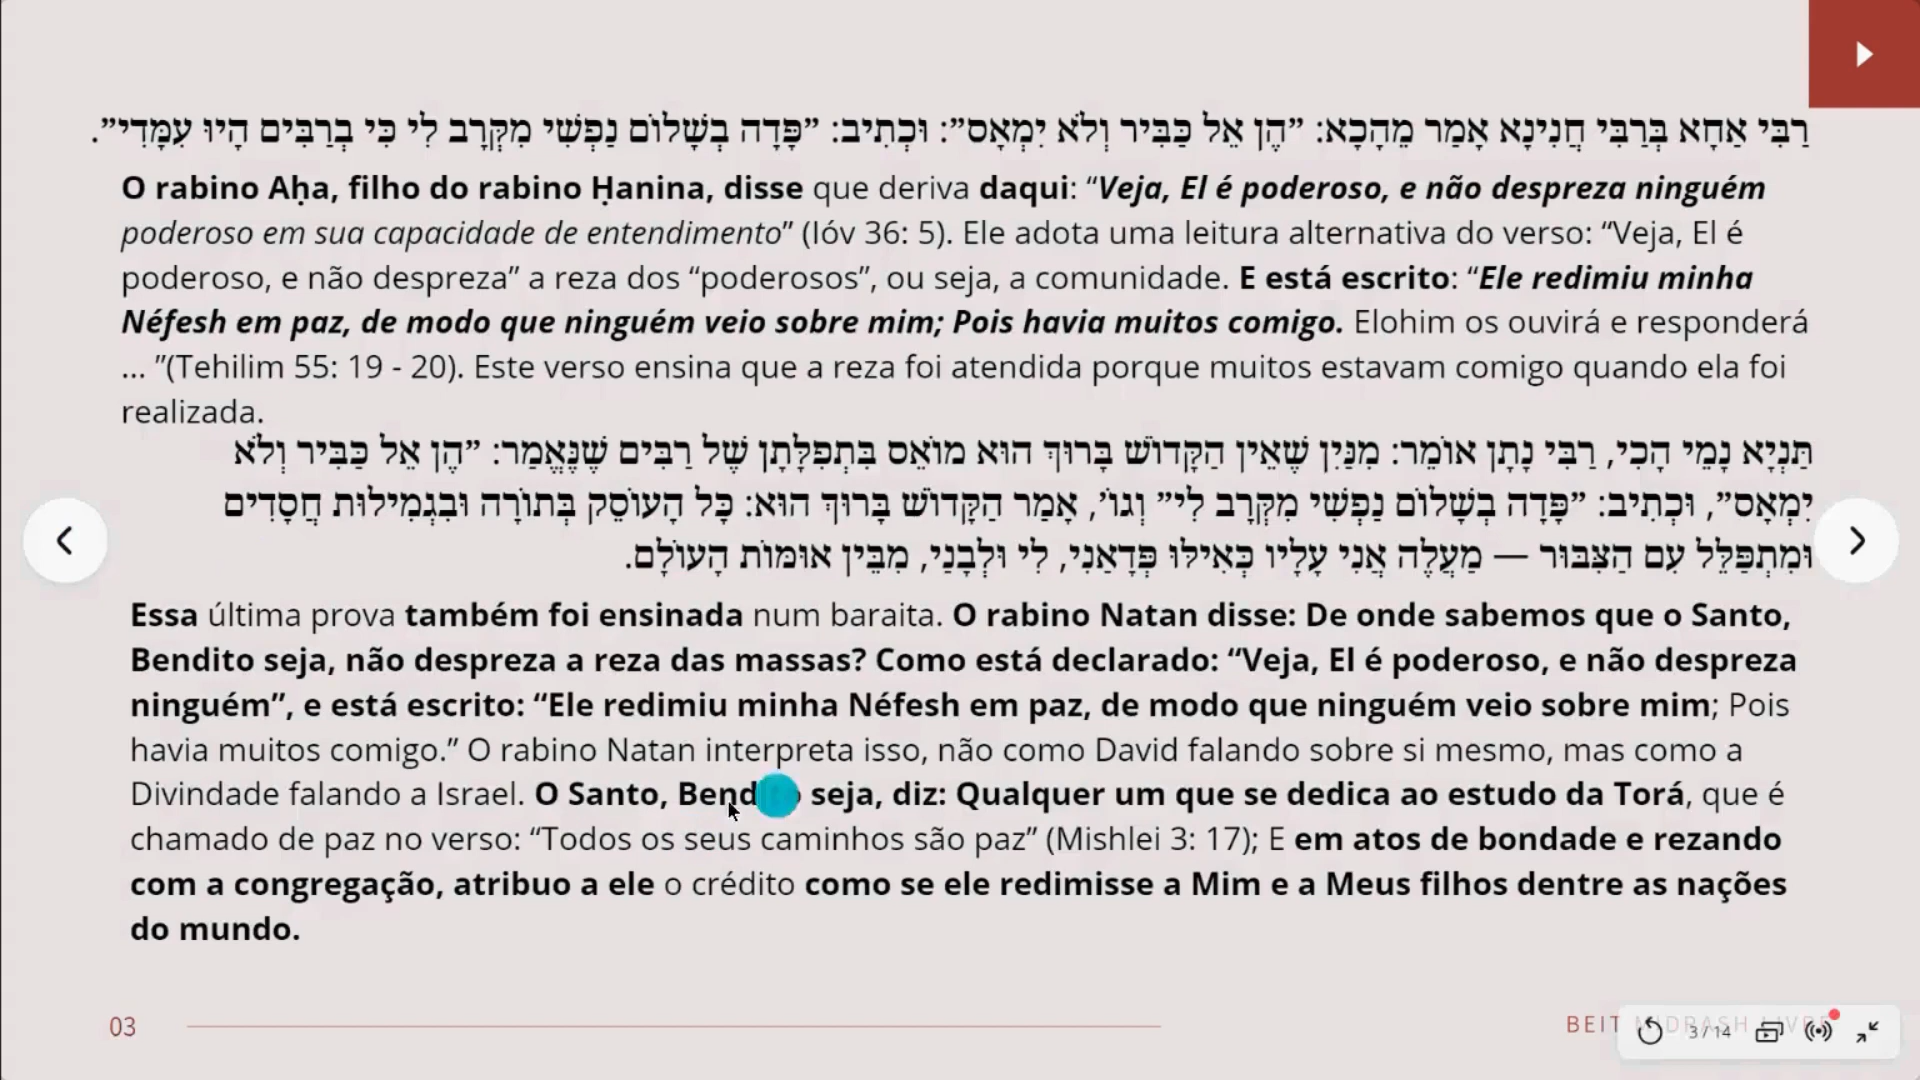 רַבִּי אַחָא בְּרַבִּי חֲנִינָא אָמַר מֵהָכָא: ״הֶן אֵל כַּבִּיר וְלֹא יִמְאָס״: וּכְתִיב: ״פָּדָה בְשָׁלוֹם נַפְשִׁי מִקְּרָב לִי כִּי בְרַבִּים הָיוּ עִמָּדִי״.
O rabino Aḥa, filho do rabino Ḥanina, disse que deriva daqui: “Veja, El é poderoso, e não despreza ninguém
poderoso em sua capacidade de entendimento” (Ióv 36: 5). Ele adota uma leitura alternativa do verso: “Veja, El é
poderoso, e não despreza” a reza dos “poderosos”, ou seja, a comunidade. E está escrito: “Ele redimiu minha
Néfesh em paz, de modo que ninguém veio sobre mim; Pois havia muitos comigo. Elohim os ouvirá e responderá
... ”(Tehilim 55: 19 - 20). Este verso ensina que a reza foi atendida porque muitos estavam comigo quando ela foi
realizada.
תַּנְיָא נָמֵי הָכִי, רַבִּי נָתָן אוֹמֵר: מִנַּיִן שֶׁאֵין הַקָּדוֹשׁ בָּרוּךְ הוּא מוֹאֵס בִּתְפִלָּתָן שֶׁל רַבִּים שֶׁנֶּאֱמַר: ״הֶן אֵל כַּבִּיר וְלֹא
יִמְאָס״, וּכְתִיב: ״פָּדָה בְשָׁלוֹם נַפְשִׁי מִקְּרָב לִי״ וְגוֹ׳, אָמַר הַקָּדוֹשׁ בָּרוּךְ הוּא: כָּל הָעוֹסֵק בְּתוֹרָה וּבִגְמִילוּת חֲסָדִים
וּמִתְפַּלֵּל עִם הַצִּבּוּר — מַעֲלֶה אֲנִי עָלָיו כְּאִילּוּ פְּדָאַנִי, לִי וּלְבָנַי, מִבֵּין אוּמּוֹת הָעוֹלָם.
Essa última prova também foi ensinada num baraita. O rabino Natan disse: De onde sabemos que o Santo,
Bendito seja, não despreza a reza das massas? Como está declarado: “Veja, El é poderoso, e não despreza
ninguém”, e está escrito: “Ele redimiu minha Néfesh em paz, de modo que ninguém veio sobre mim; Pois
havia muitos comigo.” O rabino Natan interpreta isso, não como David falando sobre si mesmo, mas como a
Divindade falando a Israel. O Santo, Bendito seja, diz: Qualquer um que se dedica ao estudo da Torá, que é
chamado de paz no verso: “Todos os seus caminhos são paz” (Mishlei 3: 17); E em atos de bondade e rezando
com a congregação, atribuo a ele o crédito como se ele redimisse a Mim e a Meus filhos dentre as nações
do mundo.
03
BEIT MIDRASH LIVRE
3 / 14